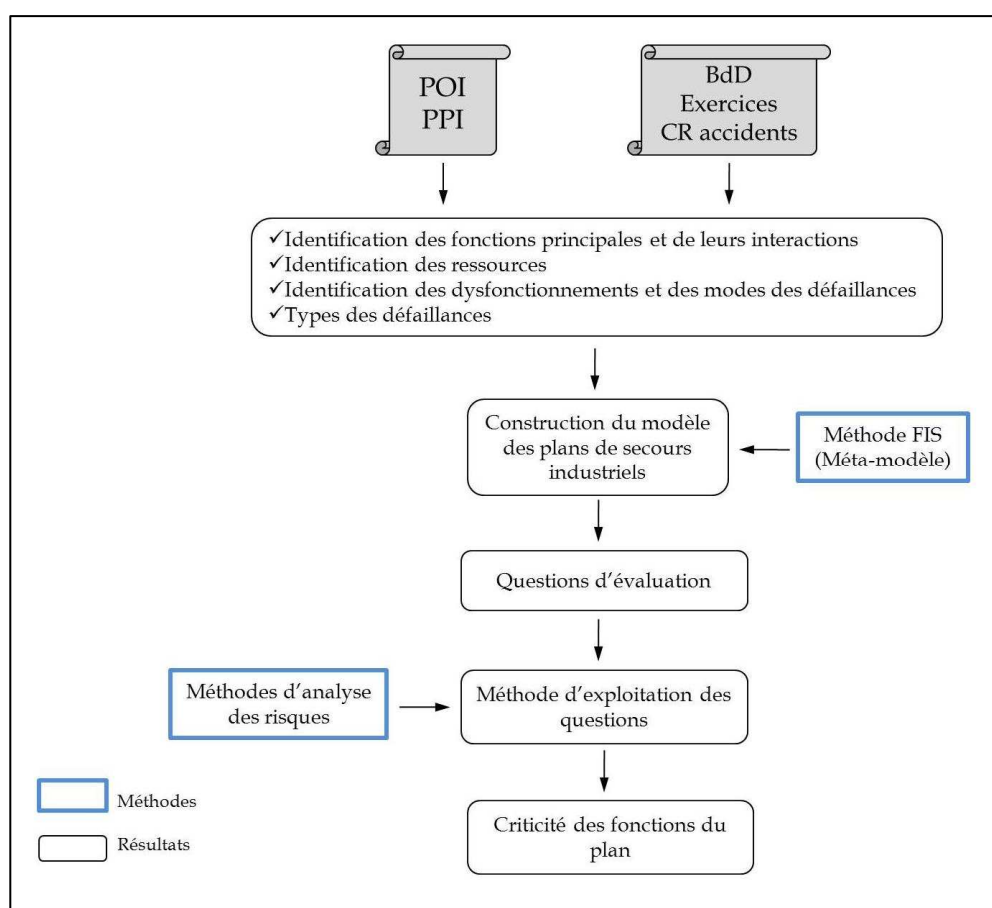 POI
PPI
BdD
Exercices
CR accidents
✓Identification des fonctions principales et de leurs interactions
✓Identification des ressources
✓Identification des dysfonctionnements et des modes des défaillances
✓Types des défaillances
Construction du modèle
des plans de secours
industriels
Méthode FIS
(Méta-modèle)
Questions d’évaluation
Méthodes d’analyse
des risques
Méthode d’exploitation des
questions
Criticité des fonctions du
plan
Méthodes
Résultats